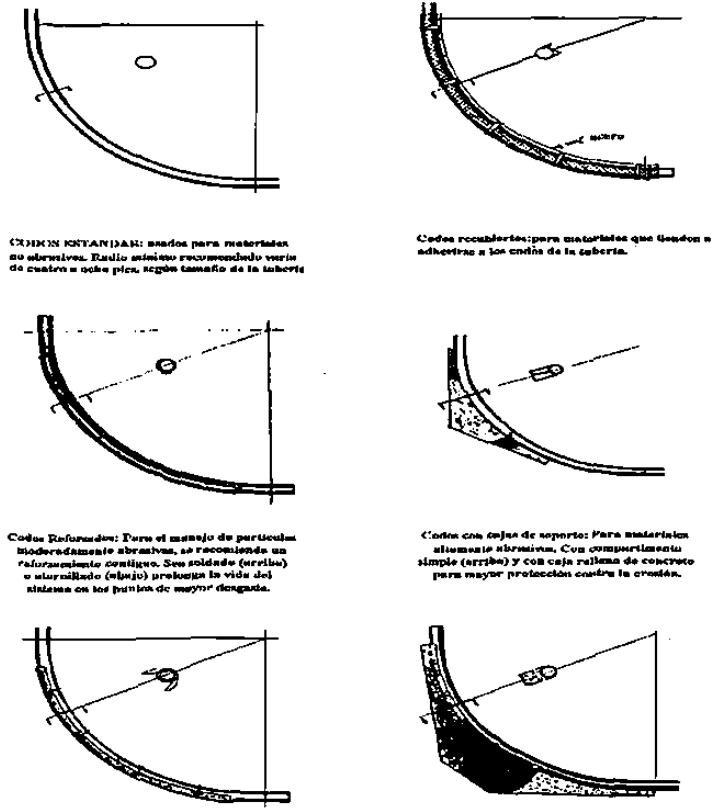 CODOS ESTANDAR: usados para materiales
no abrasivos. Radio mínimo recomendado varía
de cuatro a ocho pies, según tamaño de la tubería
Codos recubiertos:para materiales que tienden a
adherirse a los codos de la tubería.
Codos Reforzados: Para el manejo de partículas
moderadamente abrasivas, se recomienda un
reforzamiento contiguo. Sea soldado (arriba)
o atornillado (abajo) prolonga la vida del
sistema en los puntos de mayor desgaste.
Codos con cajas de soporte: Para materiales
altamente abrasivos. Con compartimento
simple (arriba) y con caja rellena de concreto
para mayor protección contra la erosión.